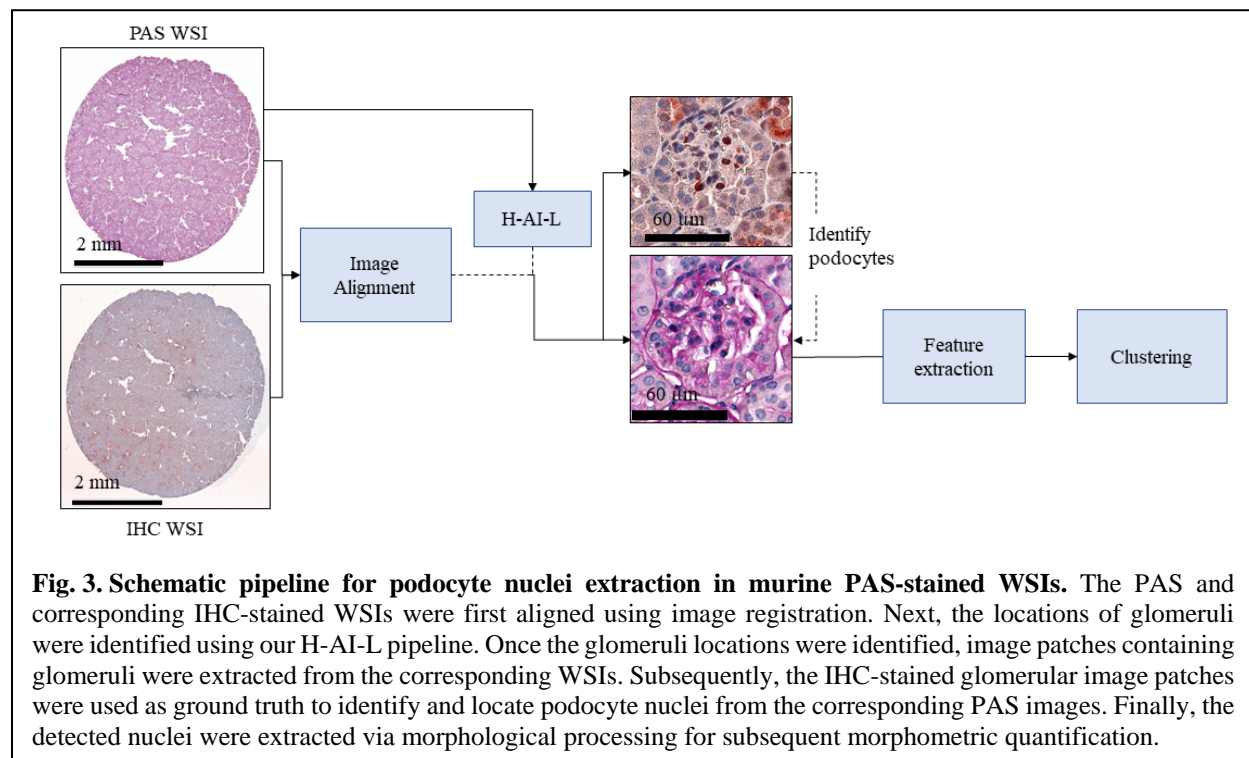 PAS WSI
2 mm
H-AI-L
Image
Alignment
2 mm
IHC WSI
60 µm
Identify
podocytes
60 µm
Feature
extraction
Clustering
Fig. 3. Schematic pipeline for podocyte nuclei extraction in murine PAS-stained WSIs. The PAS and
corresponding IHC-stained WSIs were first aligned using image registration. Next, the locations of glomeruli
were identified using our H-AI-L pipeline. Once the glomeruli locations were identified, image patches containing
glomeruli were extracted from the corresponding WSIs. Subsequently, the IHC-stained glomerular image patches
were used as ground truth to identify and locate podocyte nuclei from the corresponding PAS images. Finally, the
detected nuclei were extracted via morphological processing for subsequent morphometric quantification.